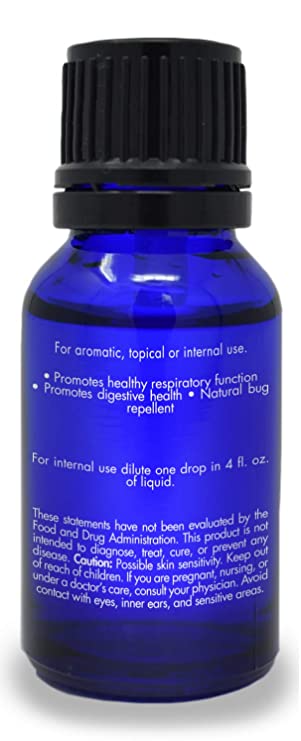 For aromatic, topical or internal use.
• Promotes healthy respiratory function
• Promotes digestive health • Natural bug
repellent
For internal use dilute one drop in 4 fl. oz.
of liquid.
These statements have not been evaluated by the
Food and Drug Administration. This product is not
intended to diagnose, treat, cure, or prevent any
disease. Caution: Possible skin sensitivity. Keep out
of reach of children. If you are pregnant, nursing, or
under a doctor's care, consult your physician. Avoid
contact with eyes, inner ears, and sensitive areas.